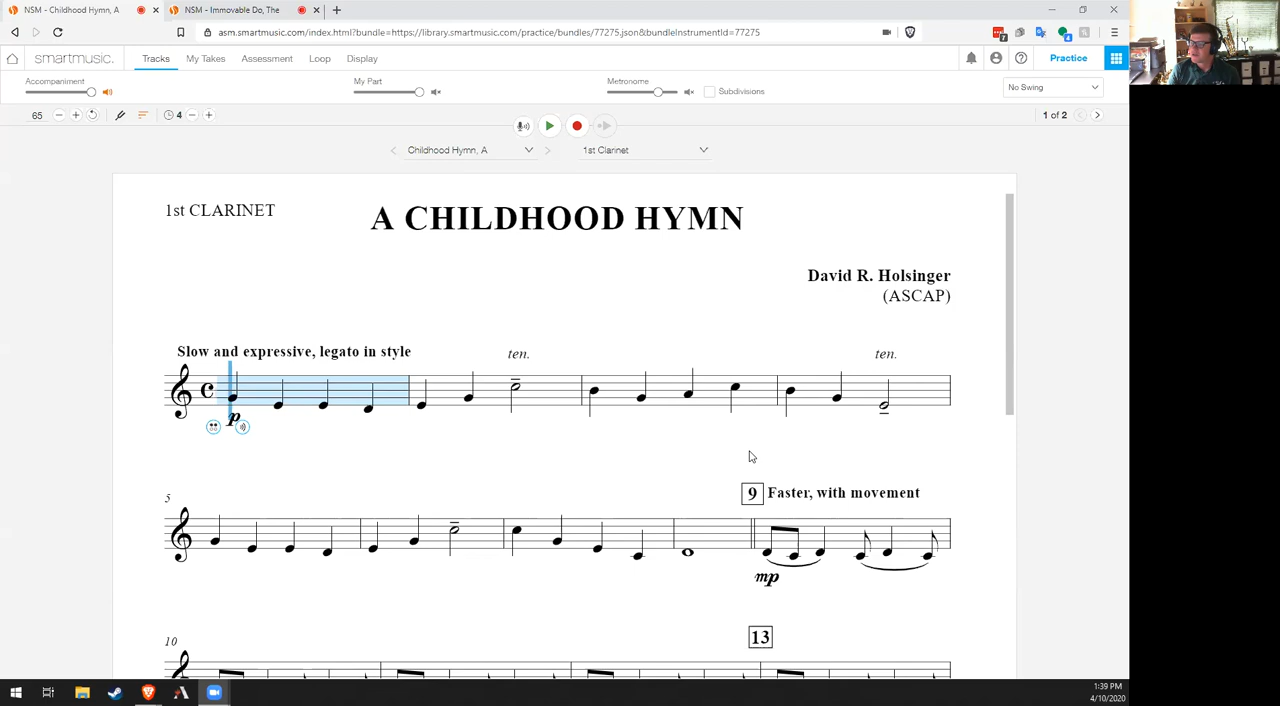 NSM - Childhood Hymn, A
NSM - Immovable Do, The
asm.smartmusic.com/index.html?bundle=https://library.smartmusic.com/practice/bundles/77275.json&bundleInstrumentId=77275
smartmusic. Tracks My Takes Assessment Loop Display Practice
Accompaniment My Part Metronome
Subdivisions No Swing
65 4 1 of 2
Childhood Hymn, A 1st Clarinet
1st CLARINET
A CHILDHOOD HYMN
David R. Holsinger
(ASCAP)
Slow and expressive, legato in style
ten. ten.
p
5
9 Faster, with movement
mp
10
13
1:39 PM
4/10/2020